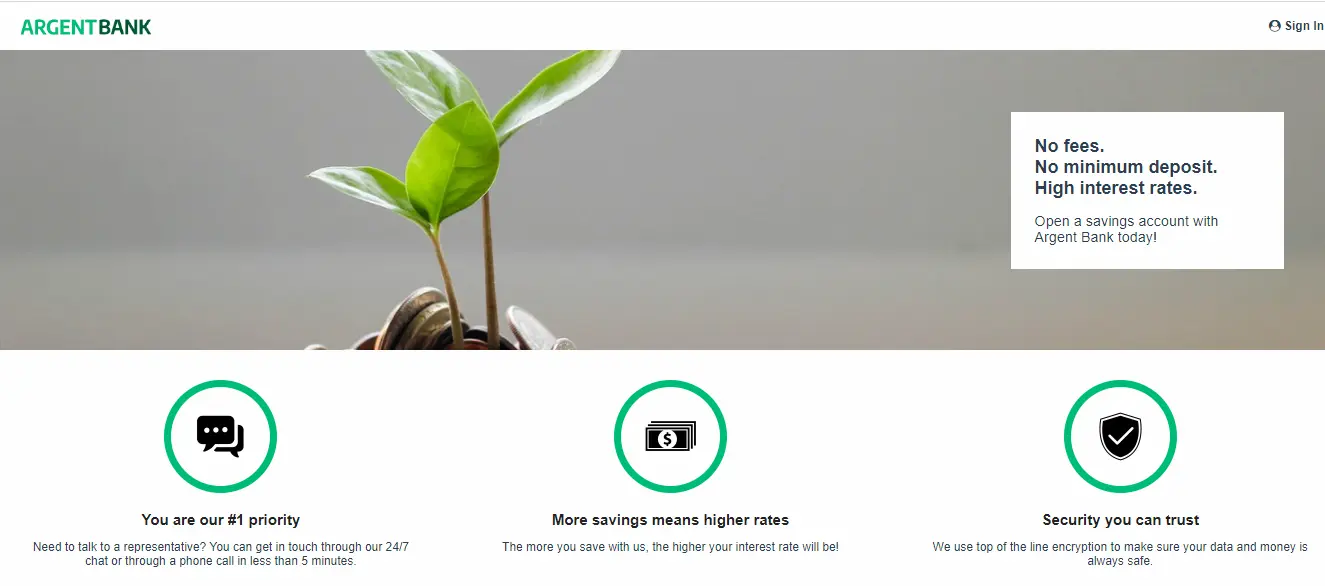 ARGENTBANK
Sign In
No fees.
No minimum deposit.
High interest rates.
Open a savings account with
Argent Bank today!
You are our #1 priority
Need to talk to a representative? You can get in touch through our 24/7
chat or through a phone call in less than 5 minutes.
More savings means higher rates
The more you save with us, the higher your interest rate will be!
Security you can trust
We use top of the line encryption to make sure your data and money is
always safe.